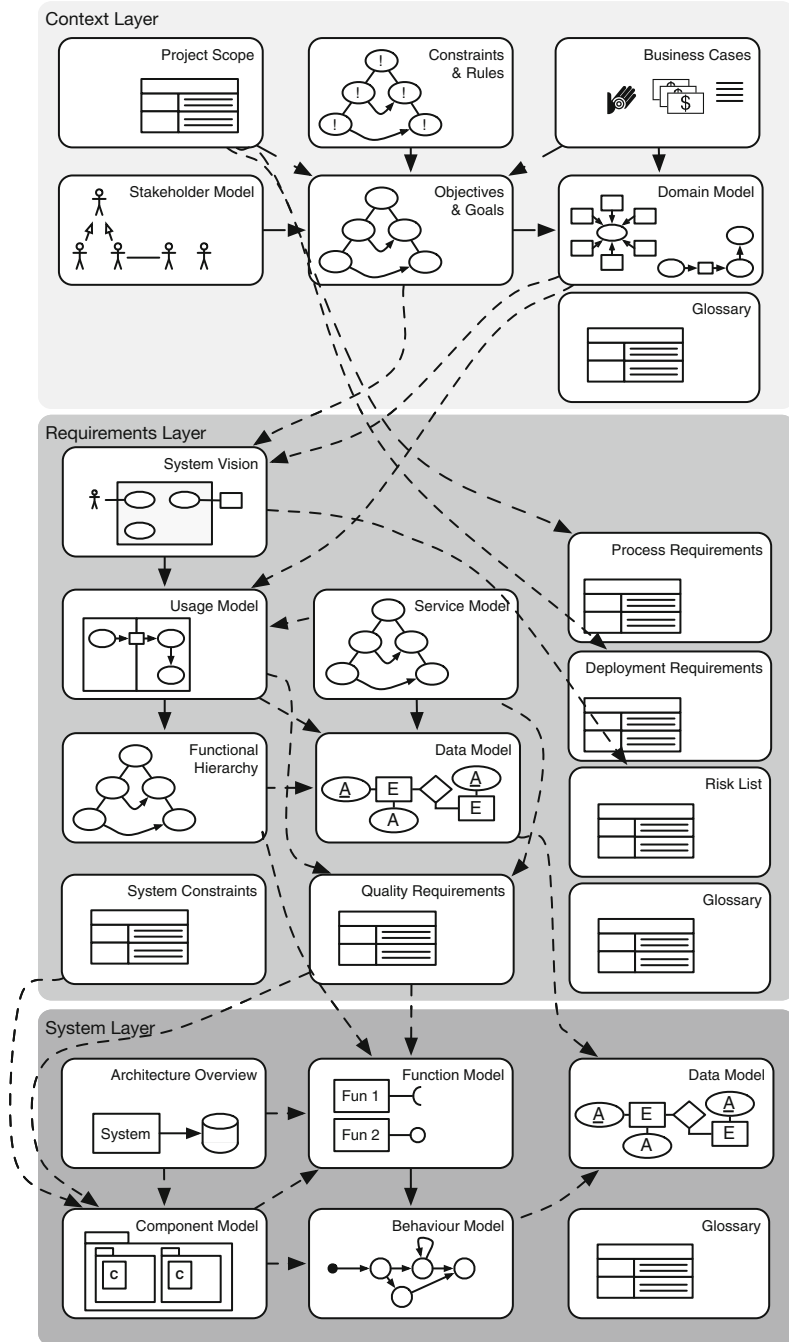 Context Layer
Project Scope
Constraints
& Rules
!
! !
! !
Business Cases
$
Stakeholder Model
Objectives
& Goals
Domain Model
Glossary
Requirements Layer
System Vision
Process Requirements
Usage Model
Service Model
Deployment Requirements
Functional
Hierarchy
Data Model
A E A
A E
Risk List
System Constraints
Quality Requirements
Glossary
System Layer
Architecture Overview
System
Function Model
Fun 1
Fun 2
Data Model
A E A
A E
Component Model
C C
Behaviour Model
Glossary